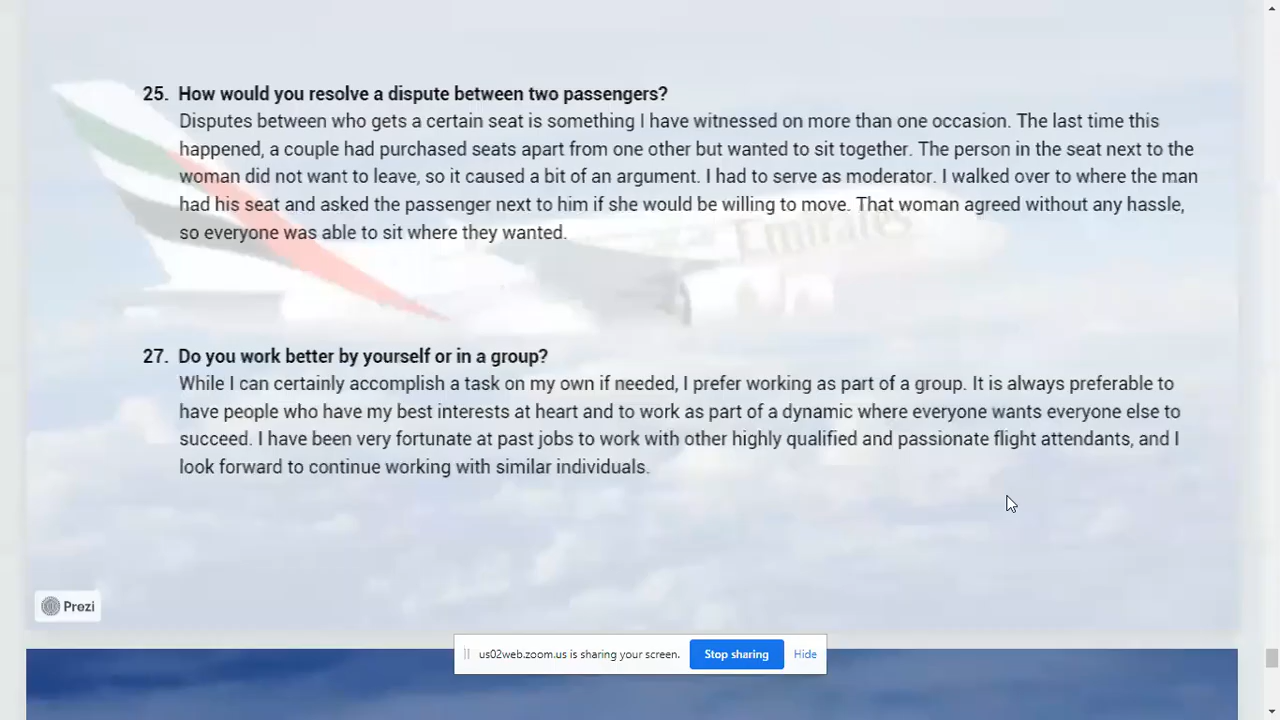 25. How would you resolve a dispute between two passengers?
Disputes between who gets a certain seat is something I have witnessed on more than one occasion. The last time this
happened, a couple had purchased seats apart from one other but wanted to sit together. The person in the seat next to the
woman did not want to leave, so it caused a bit of an argument. I had to serve as moderator. I walked over to where the man
had his seat and asked the passenger next to him if she would be willing to move. That woman agreed without any hassle,
so everyone was able to sit where they wanted.
Emirates
27. Do you work better by yourself or in a group?
While I can certainly accomplish a task on my own if needed, I prefer working as part of a group. It is always preferable to
have people who have my best interests at heart and to work as part of a dynamic where everyone wants everyone else to
succeed. I have been very fortunate at past jobs to work with other highly qualified and passionate flight attendants, and I
look forward to continue working with similar individuals.
Prezi
us02web.zoom.us is sharing your screen. Stop sharing Hide